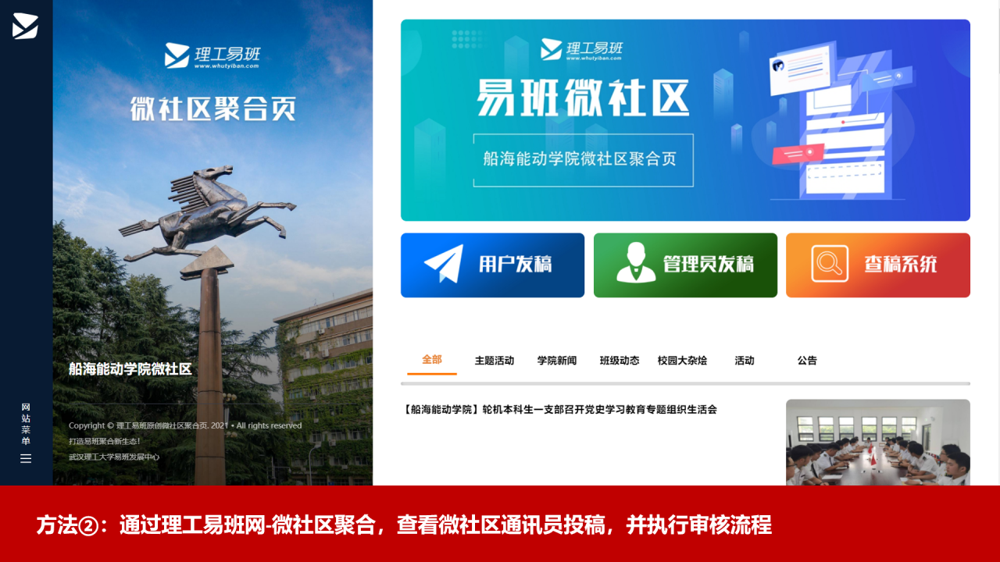 理工易班
www.whutyiban.com
微社区聚合页
船海能动学院微社区
Copyright © 理工易班原创微社区聚合页. 2021 • All rights reserved
打造易班聚合新生态!
武汉理工大学易班发展中心
网站菜单
理工易班
www.whutyiban.com
易班微社区
船海能动学院微社区聚合页
用户发稿
管理员发稿
查稿系统
全部 主题活动 学院新闻 班级动态 校园大杂烩 活动 公告
【船海能动学院】轮机本科生一支部召开党史学习教育专题组织生活会
方法②：通过理工易班网-微社区聚合，查看微社区通讯员投稿，并执行审核流程